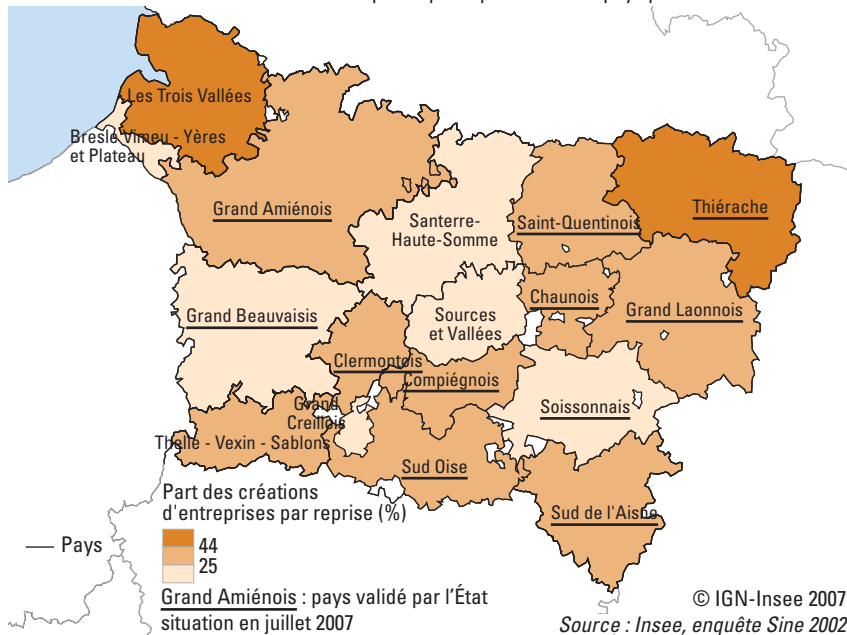 Les Trois Vallées
Bresle Vimeu - Yères
et Plateau
Grand Amiénois
Santerre-
Haute-Somme
Saint-Quentinois
Thiérache
Grand Beauvaisis
Sources
et Vallées
Chaunois
Grand Laonnois
Clermontois
Compiégnois
Grand
Creillois
Soissonnais
Thelle - Vexin - Sablons
Sud Oise
Sud de l'Aisne
Part des créations
d'entreprises par reprise (%)
Pays
44
25
Grand Amiénois : pays validé par l'État
situation en juillet 2007
© IGN-Insee 2007
Source : Insee, enquête Sine 2002